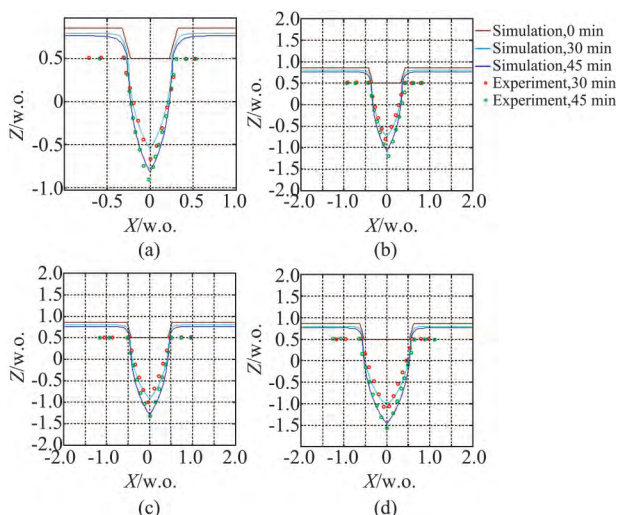 Simulation,0 min
Simulation,30 min
Simulation,45 min
Experiment,30 min
Experiment,45 min
0.5
0
-0.5
-1.0
Z/w.o.
-0.5 0 0.5 1.0
X/w.o.
(a)
2.0
1.5
1.0
0.5
0
-0.5
-1.0
-1.5
-2.0
Z/w.o.
-2.0 -1.0 0 1.0 2.0
X/w.o.
(b)
2.0
1.5
1.0
0.5
0
-0.5
-1.0
-1.5
2.0
Z/w.o.
-2.0 -1.0 0 1.0 2.0
X/w.o.
(c)
2.0
1.5
1.0
0.5
0
-0.5
-1.0
-1.5
Z/w.o.
-2.0 -1.0 0 1.0 2.0
X/w.o.
(d)